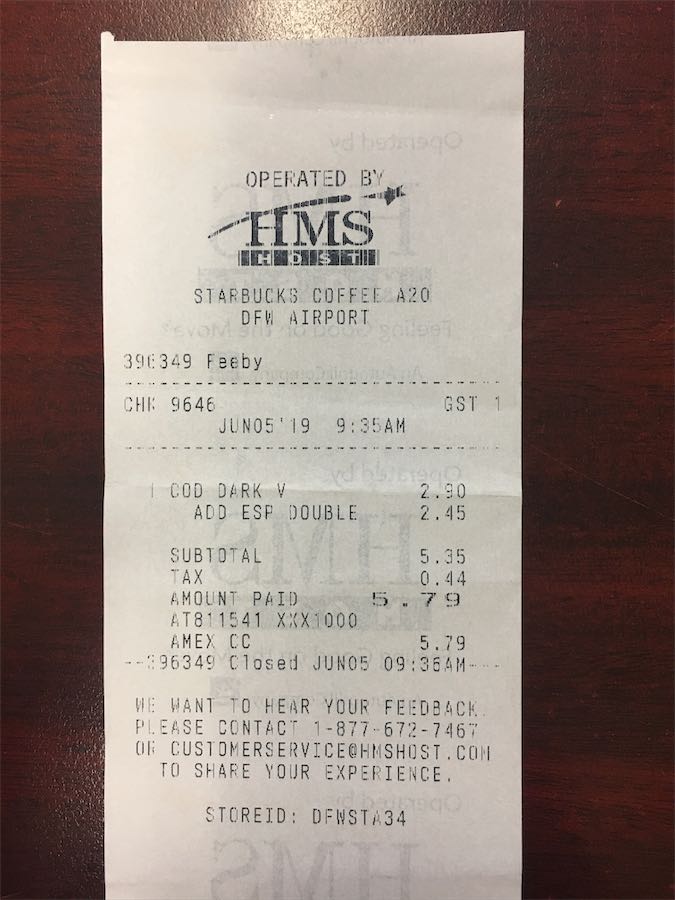 OPERATED BY
HMS
HOST
STARBUCKS COFFEE A20
DFW AIRPORT
396349 Feeby
CHK 9646 GST 1
JUN05'19 9:35AM
1 COD DARK V 2.90
ADD ESP DOUBLE 2.45
SUBTOTAL 5.35
TAX 0.44
AMOUNT PAID 5.79
AT811541 XXX1000
AMEX CC 5.79
--396349 Closed JUN05 09:36AM---
WE WANT TO HEAR YOUR FEEDBACK.
PLEASE CONTACT 1-877-672-7467
OR CUSTOMERSERVICE@HMSHOST.COM
TO SHARE YOUR EXPERIENCE.
STOREID: DFWSTA34